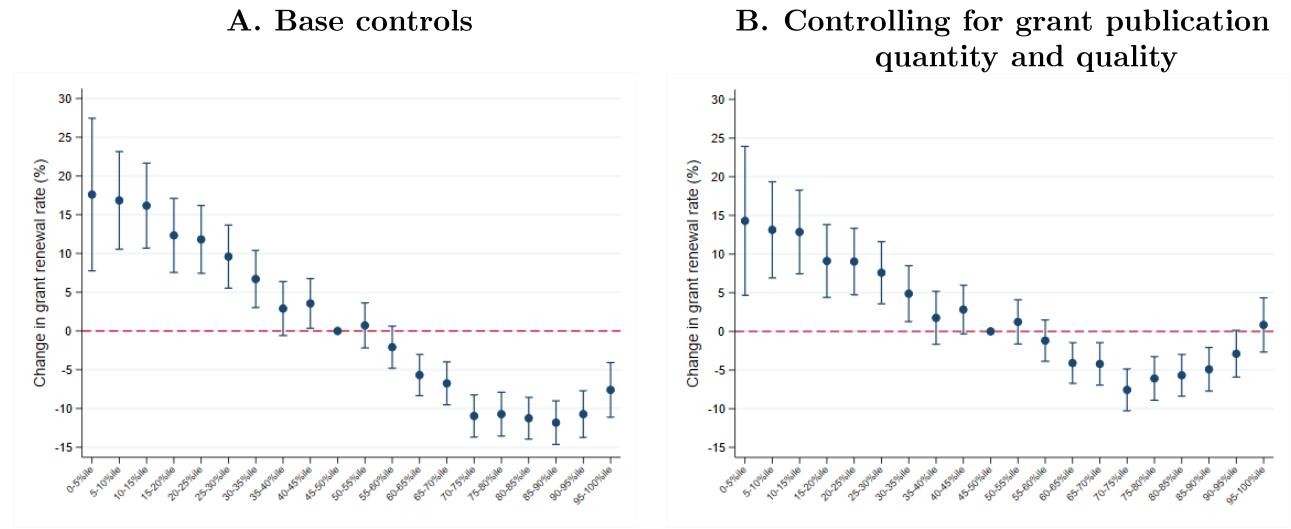 A. Base controls
30
25
20
15
10
5
0
-5
-10
-15
Change in grant renewal rate (%)
0-5%ile
5-10%ile
10-15%ile
15-20%ile
20-25%ile
25-30%ile
30-35%ile
35-40%ile
40-45%ile
45-50%ile
50-55%ile
55-60%ile
60-65%ile
65-70%ile
70-75%ile
75-80%ile
80-85%ile
85-90%ile
90-95%ile
95-100%ile
B. Controlling for grant publication
quantity and quality
30
25
20
15
10
5
0
-5
-10
-15
Change in grant renewal rate (%)
0-5%ile
5-10%ile
10-15%ile
15-20%ile
20-25%ile
25-30%ile
30-35%ile
35-40%ile
40-45%ile
45-50%ile
50-55%ile
55-60%ile
60-65%ile
65-70%ile
70-75%ile
75-80%ile
80-85%ile
85-90%ile
90-95%ile
95-100%ile